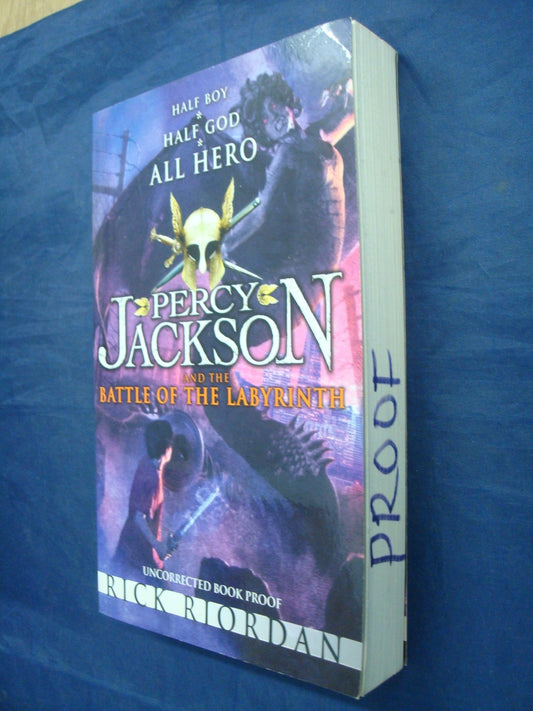 HALF BOY
*
HALF GOD
*
ALL HERO
PERCY
JACKSON
AND THE
BATTLE OF THE LABYRINTH
UNCORRECTED BOOK PROOF
RICK RIORDAN
PROOF